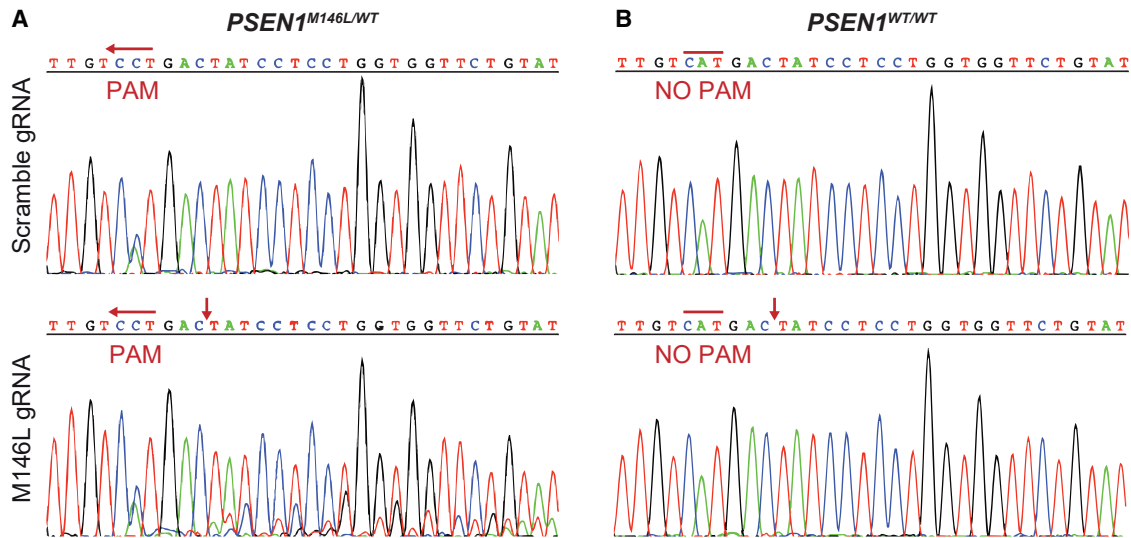 A
PSEN1M146L/WT
B
PSEN1WT/WT
Scramble gRNA
T T G T C C T G A C T A T C C T C C T G G T G G T T C T G T A T
PAM
T T G T C A T G A C T A T C C T C C T G G T G G T T C T G T A T
NO PAM
M146L gRNA
T T G T C C T G A C T A T C C T C C T G G T G G T T C T G T A T
PAM
T T G T C A T G A C T A T C C T C C T G G T G G T T C T G T A T
NO PAM